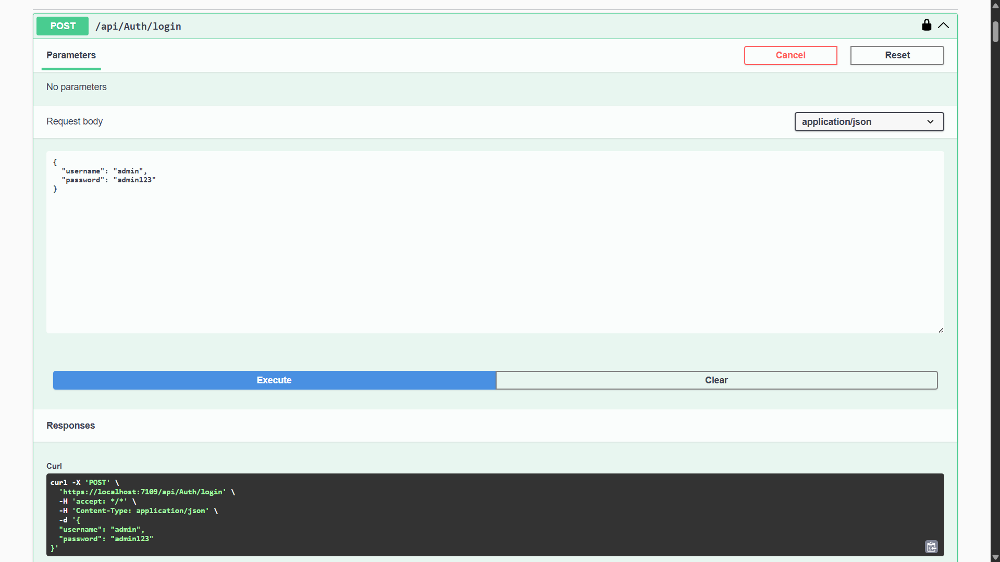 POST /api/Auth/login
Parameters
Cancel
Reset
No parameters
Request body
application/json
{
  "username": "admin",
  "password": "admin123"
}
Execute
Clear
Responses
Curl
curl -X 'POST' \
  'https://localhost:7109/api/Auth/login' \
  -H 'accept: */*' \
  -H 'Content-Type: application/json' \
  -d '{
  "username": "admin",
  "password": "admin123"
}'